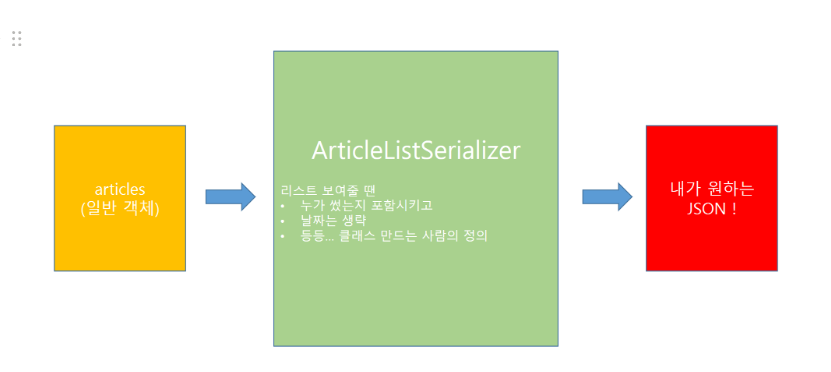 articles
(일반 객체)
ArticleListSerializer
리스트 보여줄 땐
• 누가 썼는지 포함시키고
• 날짜는 생략
• 등등... 클래스 만드는 사람의 정의
내가 원하는
JSON !